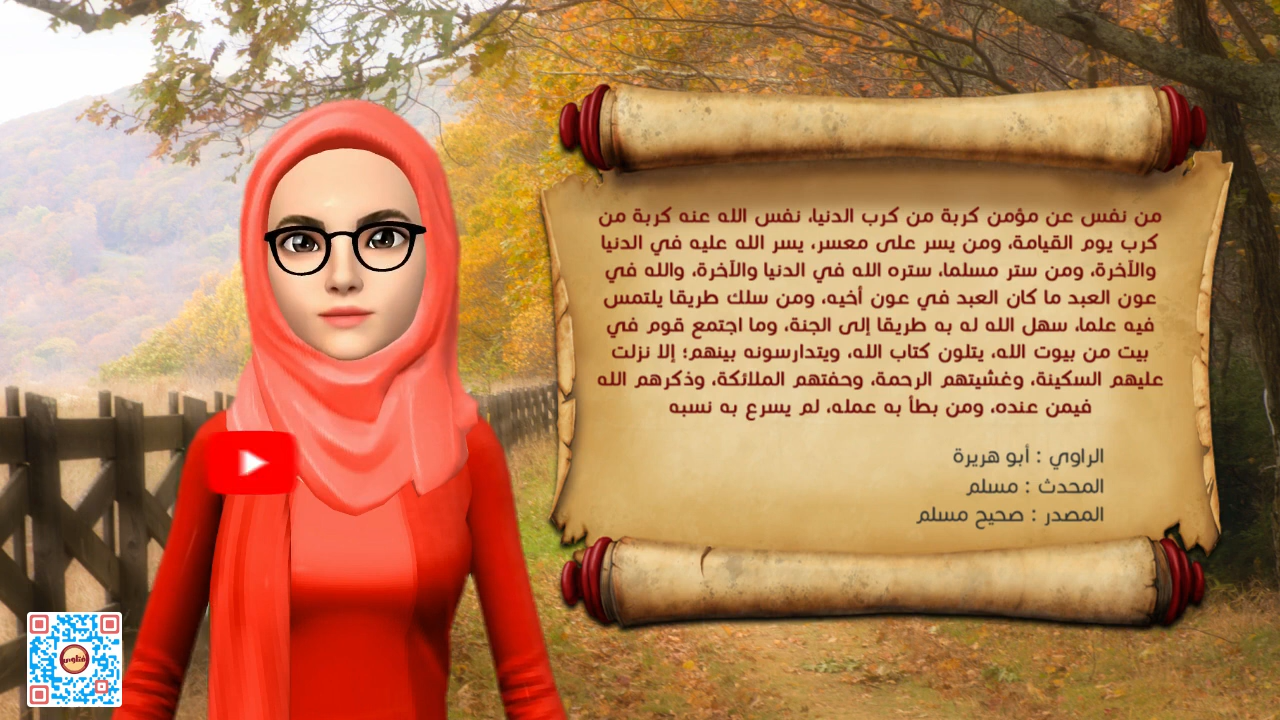 من نفس عن مؤمن كربة من كرب الدنيا، نفس الله عنه كربة من
كرب يوم القيامة، ومن يسر على معسر، يسر الله عليه في الدنيا
والآخرة، ومن ستر مسلما، ستره الله في الدنيا والآخرة، والله في
عون العبد ما كان العبد في عون أخيه، ومن سلك طريقا يلتمس
فيه علما، سهل الله له به طريقا إلى الجنة، وما اجتمع قوم في
بيت من بيوت الله، يتلون كتاب الله، ويتدارسونه بينهم؛ إلا نزلت
عليهم السكينة، وغشيتهم الرحمة، وحفتهم الملائكة، وذكرهم الله
فيمن عنده، ومن بطأ به عمله، لم يسرع به نسبه
الراوي : أبو هريرة
المحدث : مسلم
المصدر : صحيح مسلم